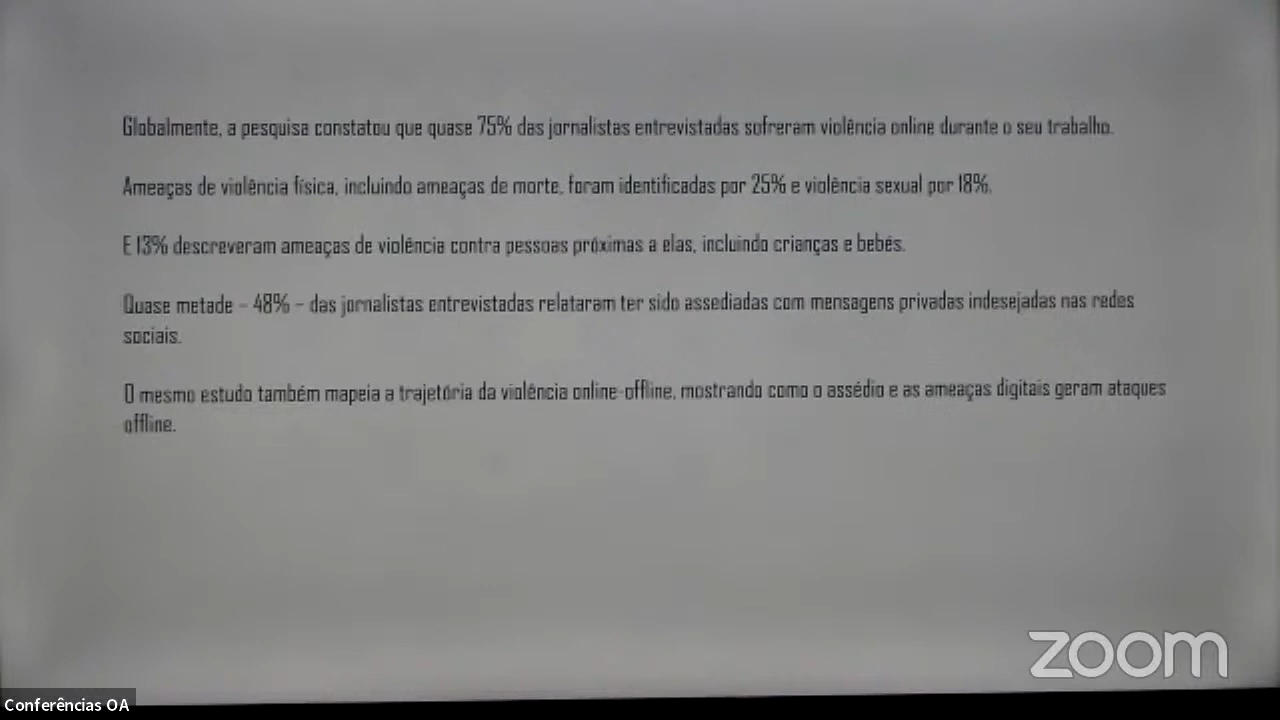 Globalmente, a pesquisa constatou que quase 75% das jornalistas entrevistadas sofreram violência online durante o seu trabalho.
Ameaças de violência física, incluindo ameaças de morte, foram identificadas por 25% e violência sexual por 18%.
E 13% descreveram ameaças de violência contra pessoas próximas a elas, incluindo crianças e bebês.
Quase metade – 48% – das jornalistas entrevistadas relataram ter sido assediadas com mensagens privadas indesejadas nas redes
sociais.
O mesmo estudo também mapeia a trajetória da violência online-offline, mostrando como o assédio e as ameaças digitais geram ataques
offline.
zoom
Conferências OA